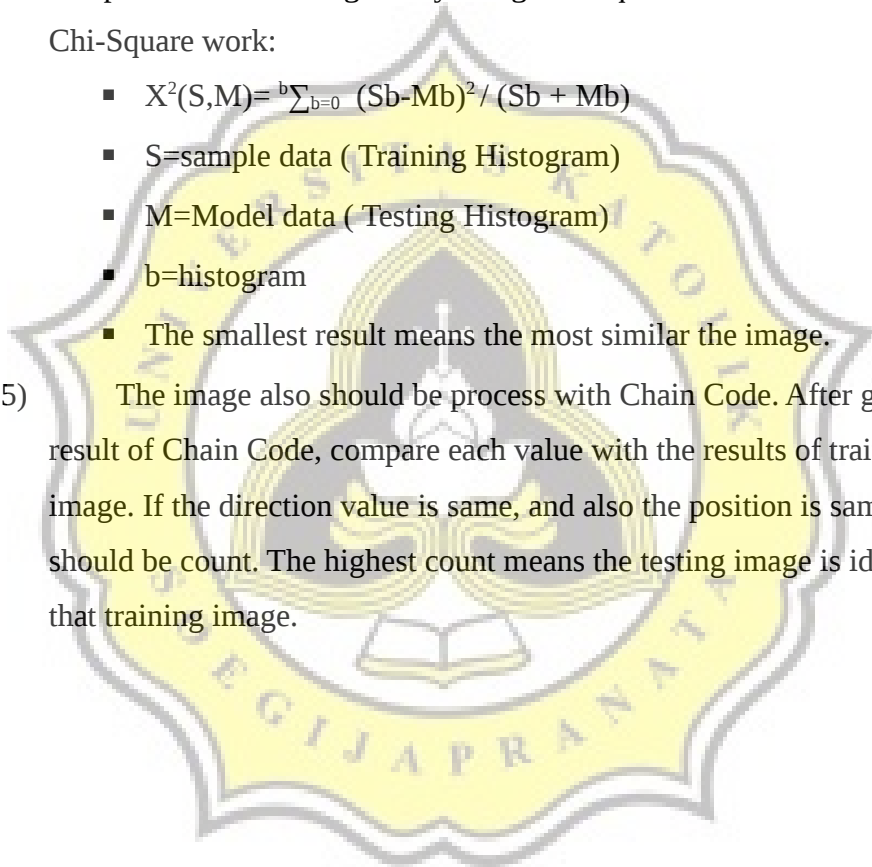 Chi-Square work:
▪ X²(S,M)= ᵇ∑b=0 (Sb-Mb)² / (Sb + Mb)
▪ S=sample data ( Training Histogram)
▪ M=Model data ( Testing Histogram)
▪ b=histogram
▪ The smallest result means the most similar the image.
5) The image also should be process with Chain Code. After g
result of Chain Code, compare each value with the results of trai
image. If the direction value is same, and also the position is sam
should be count. The highest count means the testing image is id
that training image.
UNIVERSITAS KATOLIK
SOEGIJAPRANATA